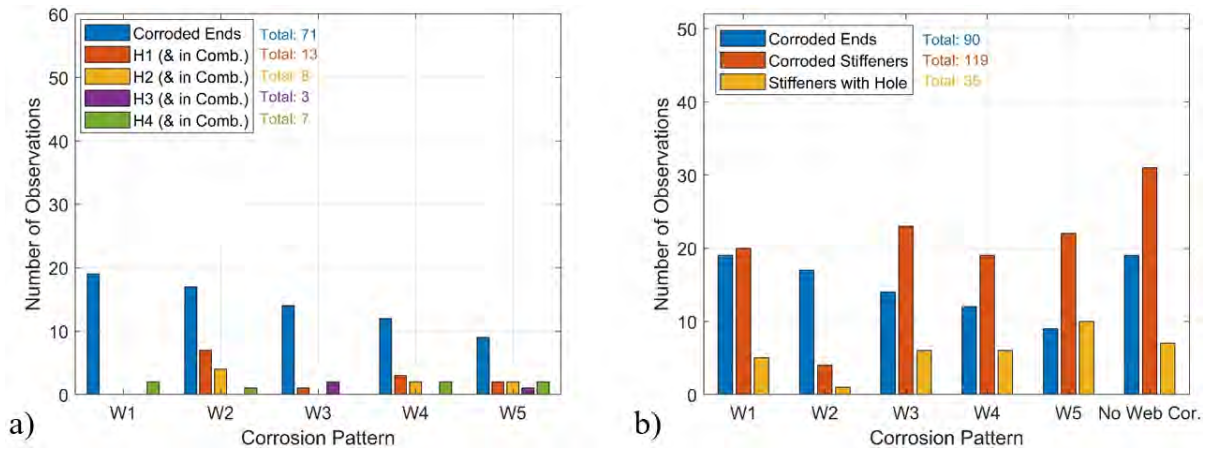 60
50
40
30
20
10
0
Number of Observations
Corroded Ends Total: 71
H1 (& in Comb.) Total: 13
H2 (& in Comb.) Total: 8
H3 (& in Comb.) Total: 3
H4 (& in Comb.) Total: 7
W1 W2 W3 W4 W5
Corrosion Pattern
a)
50
40
30
20
10
0
Number of Observations
Corroded Ends Total: 90
Corroded Stiffeners Total: 119
Stiffeners with Hole Total: 35
W1 W2 W3 W4 W5 No Web Cor.
Corrosion Pattern
b)